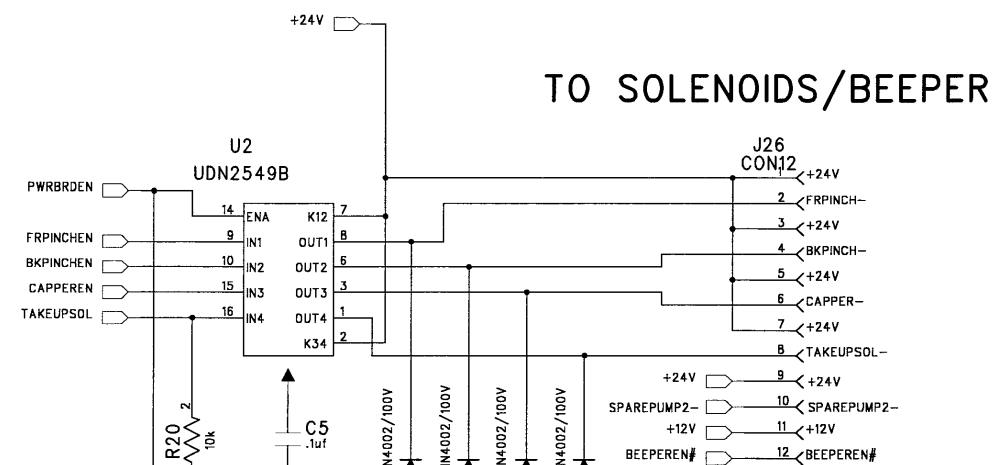 +24V
TO SOLENOIDS/BEEPER
U2
UDN2549B
J26
CON12
PWRBRDEN
FRPINCHEN
BKPINCHEN
CAPPEREN
TAKEUPSOL
14 ENA
9 IN1
10 IN2
15 IN3
16 IN4
K12 7
OUT1 8
OUT2 6
OUT3 3
OUT4 1
K34 2
1 +24V
2 FRPINCH-
3 +24V
4 BKPINCH-
5 +24V
6 CAPPER-
7 +24V
8 TAKEUPSOL-
+24V 9 +24V
SPAREPUMP2- 10 SPAREPUMP2-
+12V 11 +12V
BEEPEREN# 12 BEEPEREN#
R20
10k
2
C5
.1uf
N4002/100V
IN4002/100V
IN4002/100V
IN4002/100V